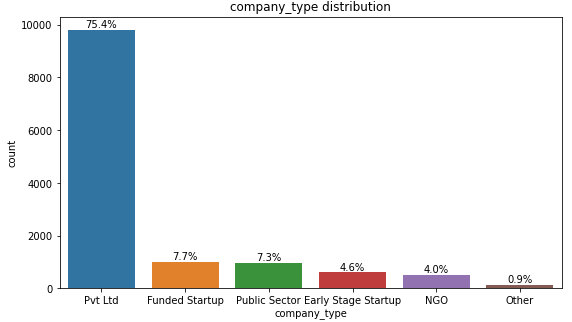 company_type distribution
10000
8000
6000
4000
2000
0
count
75.4%
7.7%
7.3%
4.6%
4.0%
0.9%
Pvt Ltd
Funded Startup
Public Sector
Early Stage Startup
NGO
Other
company_type